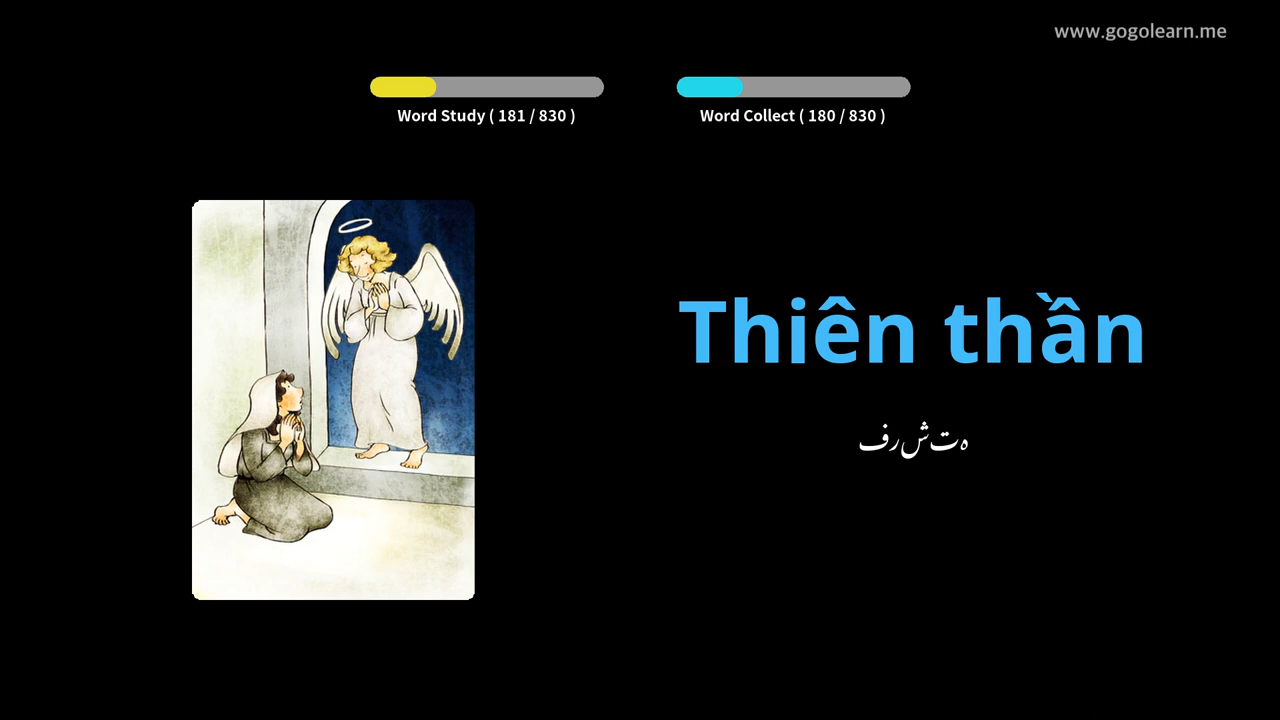 www.gogolearn.me
Word Study ( 181 / 830 )
Word Collect ( 180 / 830 )
Thiên thần
فرشتہ